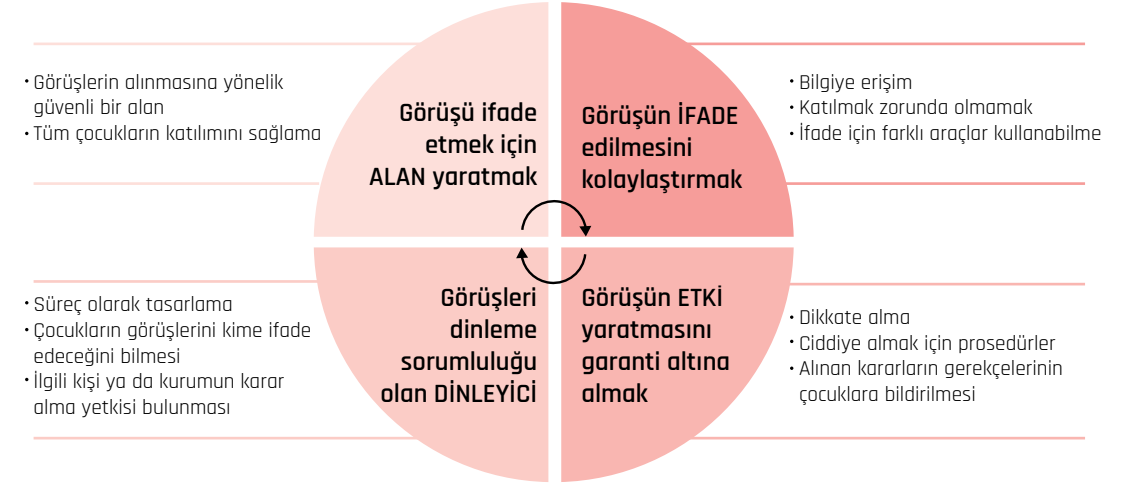 • Görüşlerin alınmasına yönelik
güvenli bir alan
• Tüm çocukların katılımını sağlama
Görüşü ifade
etmek için
ALAN yaratmak
Görüşün İFADE
edilmesini
kolaylaştırmak
• Bilgiye erişim
• Katılmak zorunda olmamak
• İfade için farklı araçlar kullanabilme
• Süreç olarak tasarlama
• Çocukların görüşlerini kime ifade
edeceğini bilmesi
• İlgili kişi ya da kurumun karar
alma yetkisi bulunması
Görüşleri
dinleme
sorumluluğu
olan DİNLEYİCİ
Görüşün ETKİ
yaratmasını
garanti altına
almak
• Dikkate alma
• Ciddiye almak için prosedürler
• Alınan kararların gerekçelerinin
çocuklara bildirilmesi